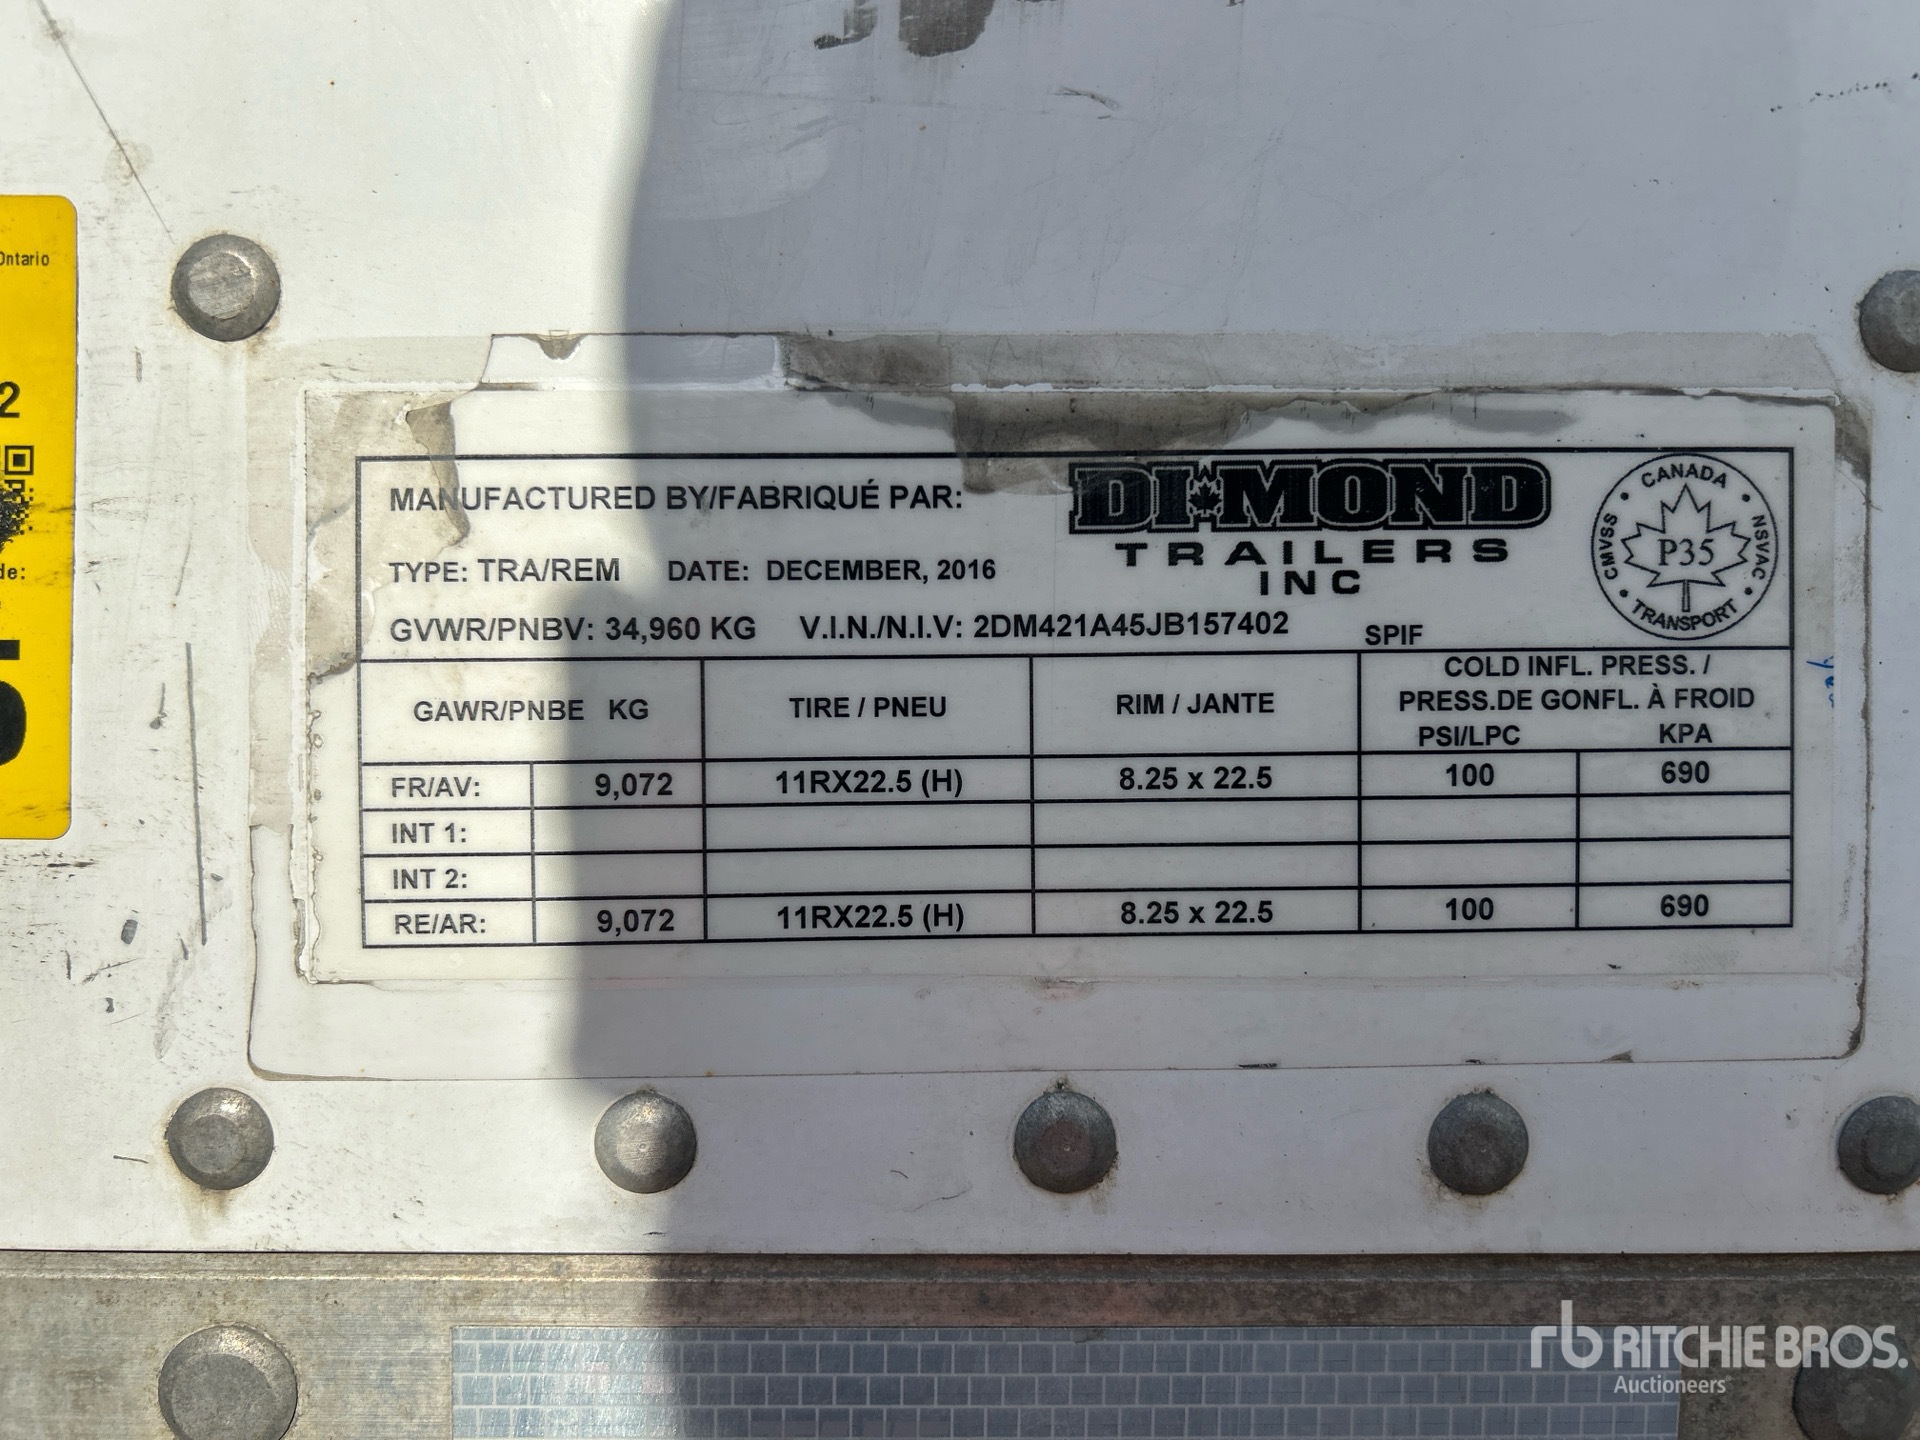 Ontario
2
de:
MANUFACTURED BY/FABRIQUÉ PAR:
DI-MOND
TRAILERS
INC
CANADA
CMVSS
NSVAC
P35
TRANSPORT
TYPE: TRA/REM DATE: DECEMBER, 2016
GVWR/PNBV: 34,960 KG V.I.N./N.I.V: 2DM421A45JB157402 SPIF
GAWR/PNBE KG TIRE / PNEU RIM / JANTE COLD INFL. PRESS. /
PRESS.DE GONFL. À FROID
PSI/LPC KPA
FR/AV: 9,072 11RX22.5 (H) 8.25 x 22.5 100 690
INT 1:
INT 2:
RE/AR: 9,072 11RX22.5 (H) 8.25 x 22.5 100 690
rb RITCHIE BROS.
Auctioneers